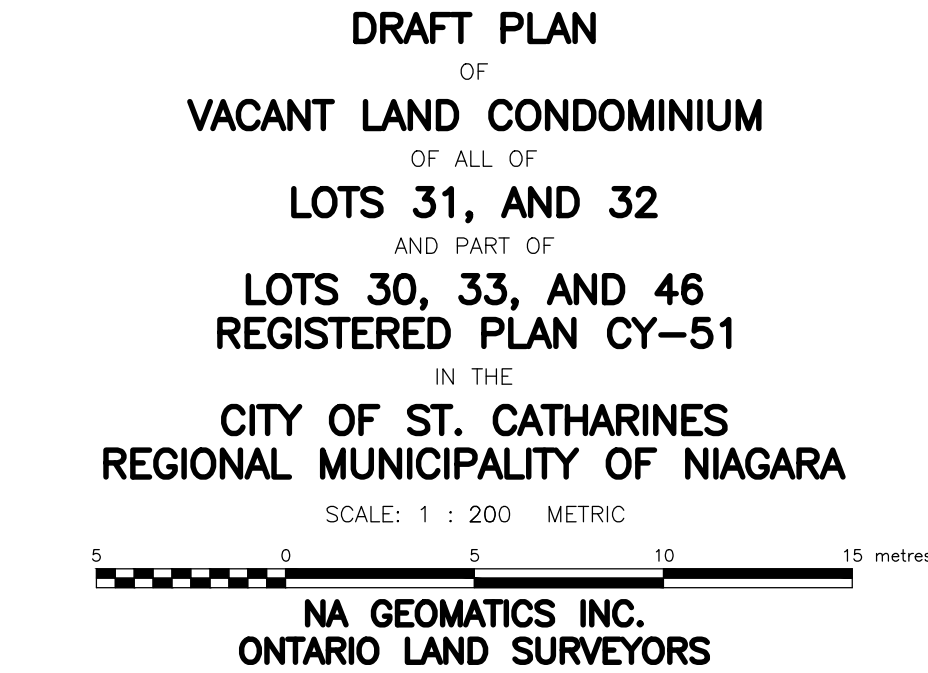 DRAFT PLAN
OF
VACANT LAND CONDOMINIUM
OF ALL OF
LOTS 31, AND 32
AND PART OF
LOTS 30, 33, AND 46
REGISTERED PLAN CY-51
IN THE
CITY OF ST. CATHARINES
REGIONAL MUNICIPALITY OF NIAGARA
SCALE: 1 : 200 METRIC
5 0 5 10 15 metres
NA GEOMATICS INC.
ONTARIO LAND SURVEYORS